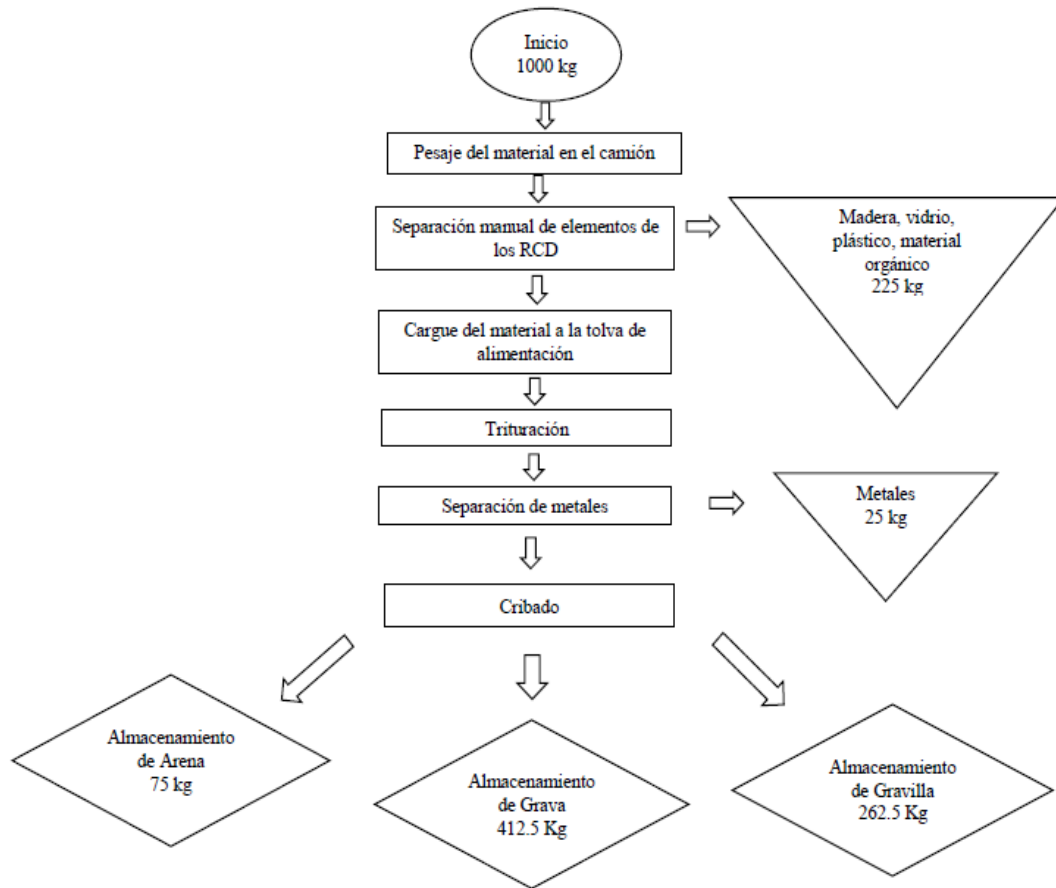 Inicio
1000 kg
Pesaje del material en el camión
Separación manual de elementos de
los RCD
Madera, vidrio,
plástico, material
orgánico
225 kg
Cargue del material a la tolva de
alimentación
Trituración
Separación de metales
Metales
25 kg
Cribado
Almacenamiento
de Arena
75 kg
Almacenamiento
de Grava
412.5 Kg
Almacenamiento
de Gravilla
262.5 Kg